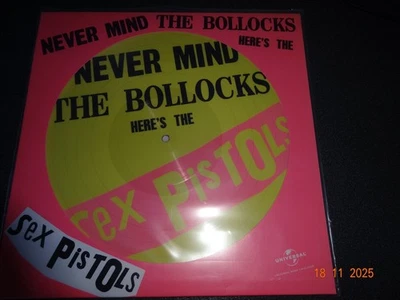 NEVER MIND THE BOLLOCKS
HERE'S THE
NEVER MIND
THE BOLLOCKS
HERE'S THE
Sex PisTOLS
Sex PisTOLS
UNIVERSAL
18 11 2025